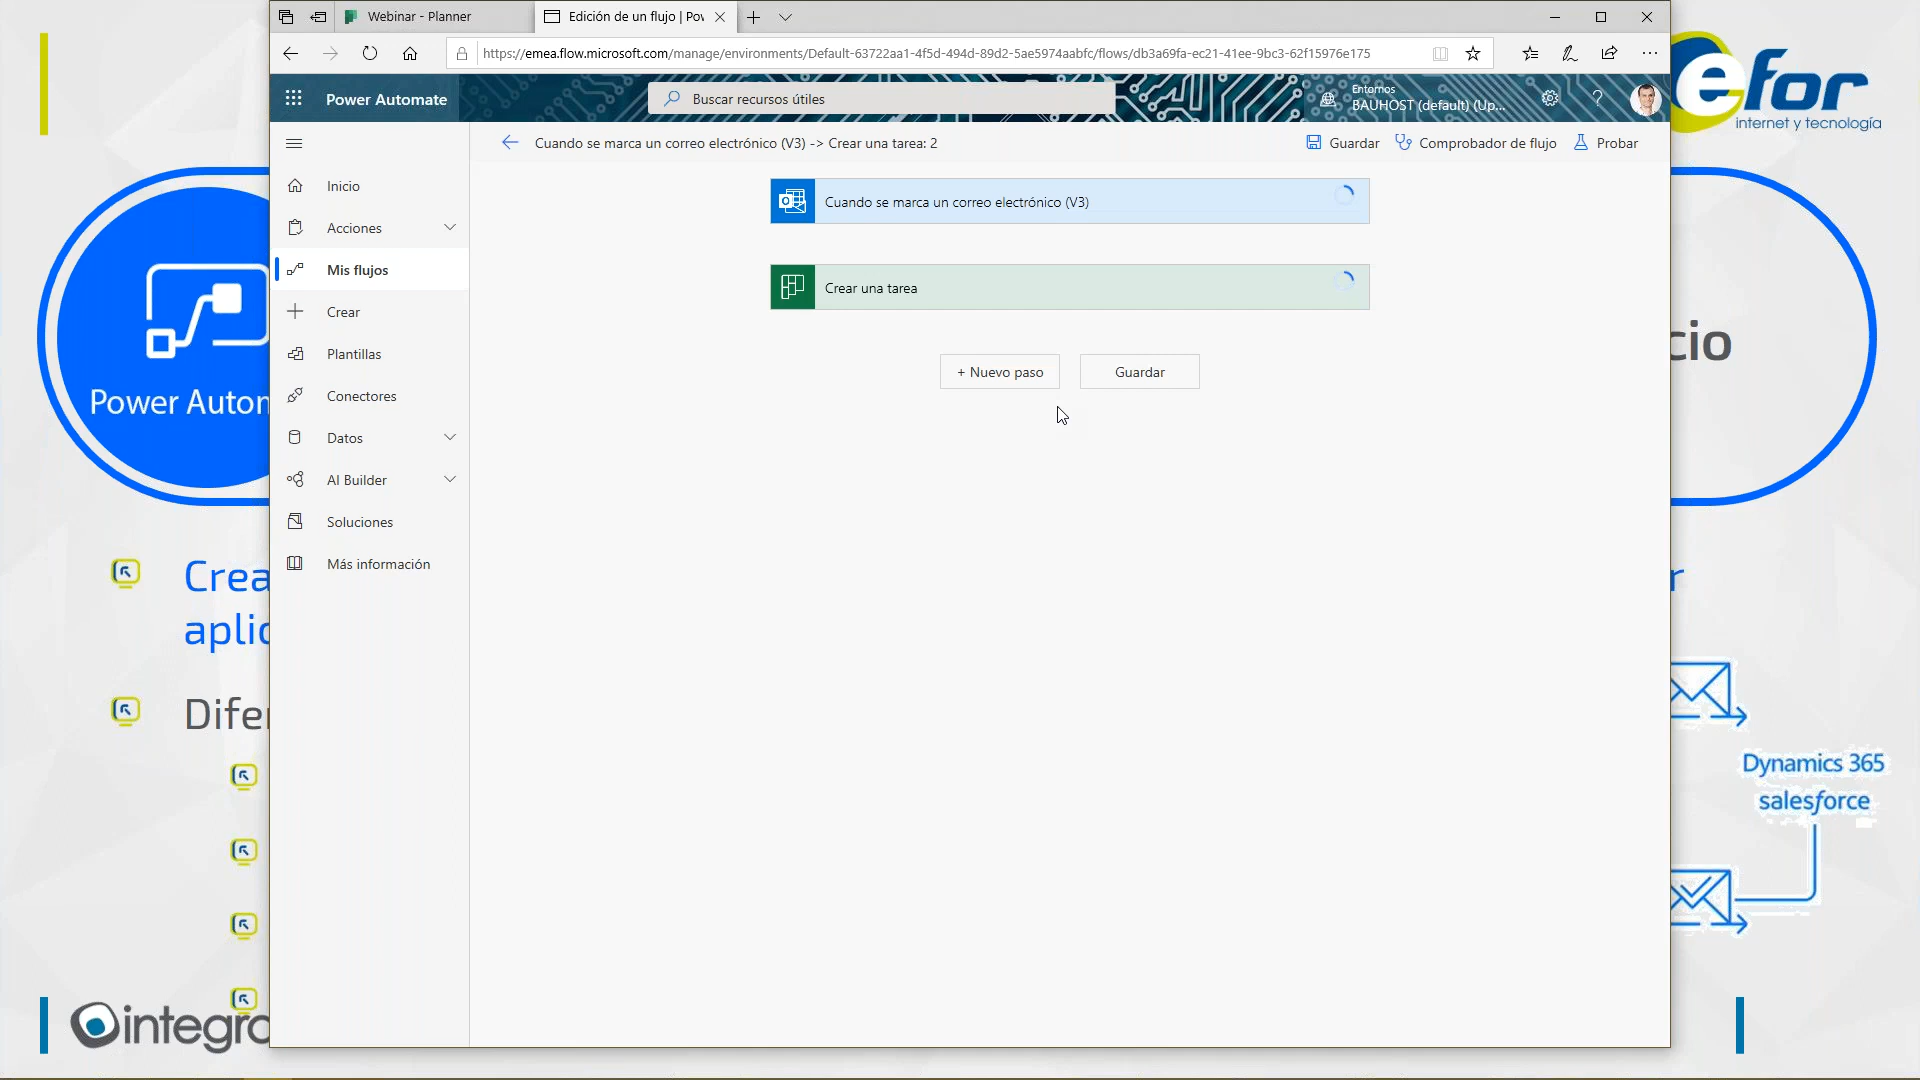 Webinar - Planner
Edición de un flujo | Pov
https://emea.flow.microsoft.com/manage/environments/Default-63722aa1-4f5d-494d-89d2-5ae5974aabfc/flows/db3a69fa-ec21-41ee-9bc3-62f15976e175
Power Automate
Buscar recursos útiles
Entornos
BAUHOST (default) (Up...
Cuando se marca un correo electrónico (V3) -> Crear una tarea: 2
Guardar
Comprobador de flujo
Probar
Inicio
Acciones
Mis flujos
Crear
Plantillas
Conectores
Datos
AI Builder
Soluciones
Más información
Cuando se marca un correo electrónico (V3)
Crear una tarea
+ Nuevo paso
Guardar
efor
internet y tecnología
Power Autom
cio
Crea
r
aplic
Difer
Dynamics 365
salesforce
integro